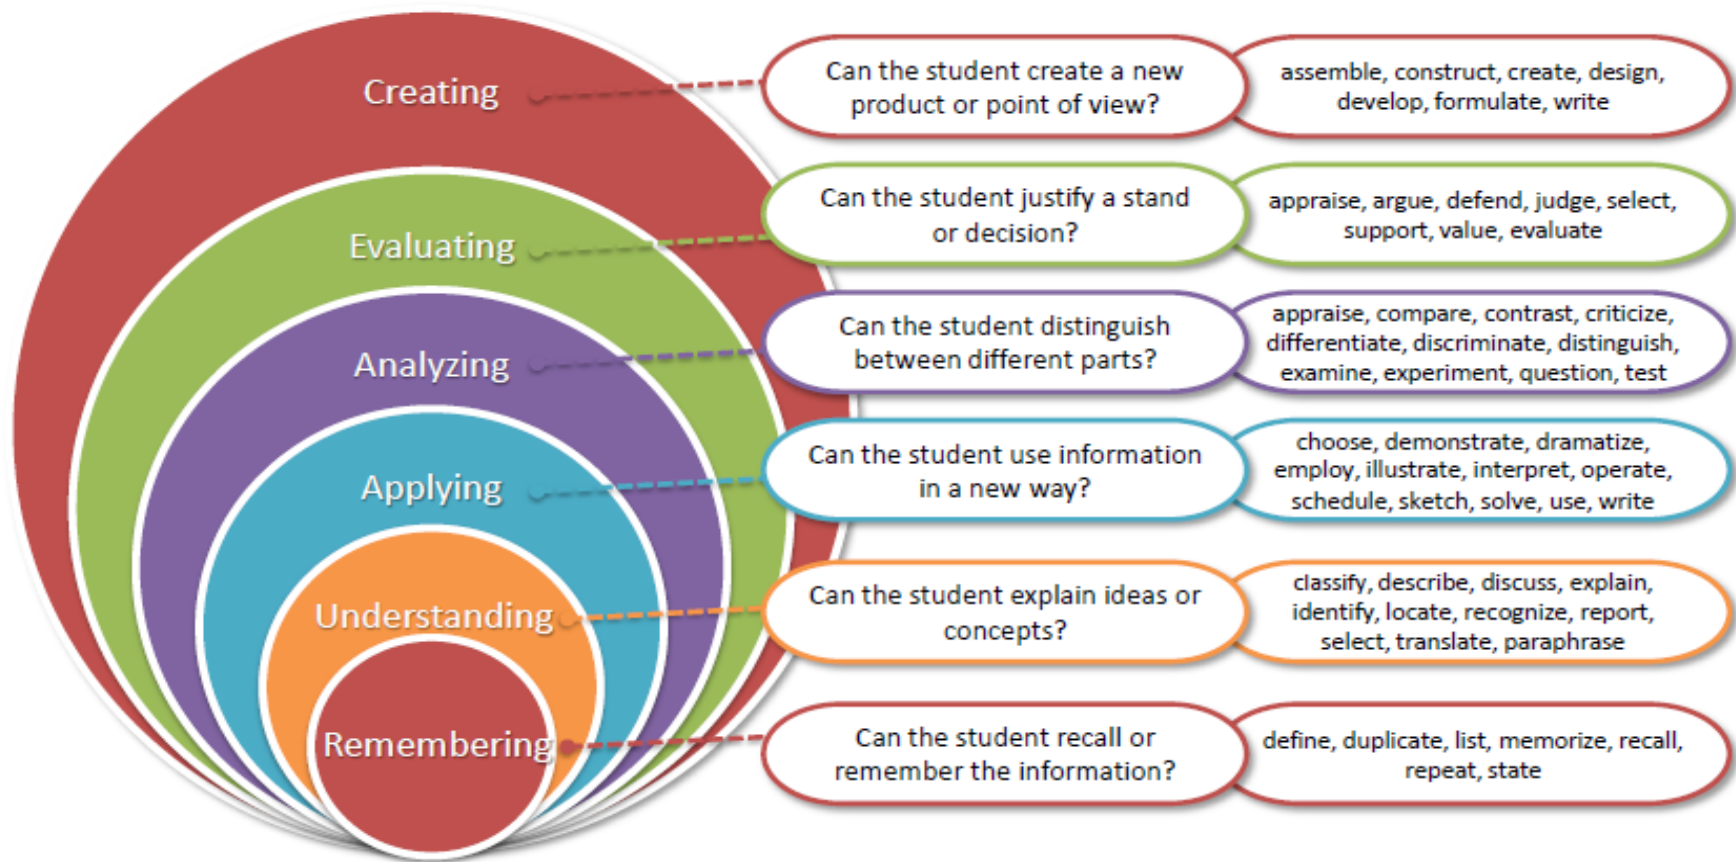 Creating
Can the student create a new
product or point of view?
assemble, construct, create, design,
develop, formulate, write
Evaluating
Can the student justify a stand
or decision?
appraise, argue, defend, judge, select,
support, value, evaluate
Analyzing
Can the student distinguish
between different parts?
appraise, compare, contrast, criticize,
differentiate, discriminate, distinguish,
examine, experiment, question, test
Applying
Can the student use information
in a new way?
choose, demonstrate, dramatize,
employ, illustrate, interpret, operate,
schedule, sketch, solve, use, write
Understanding
Can the student explain ideas or
concepts?
classify, describe, discuss, explain,
identify, locate, recognize, report,
select, translate, paraphrase
Remembering
Can the student recall or
remember the information?
define, duplicate, list, memorize, recall,
repeat, state